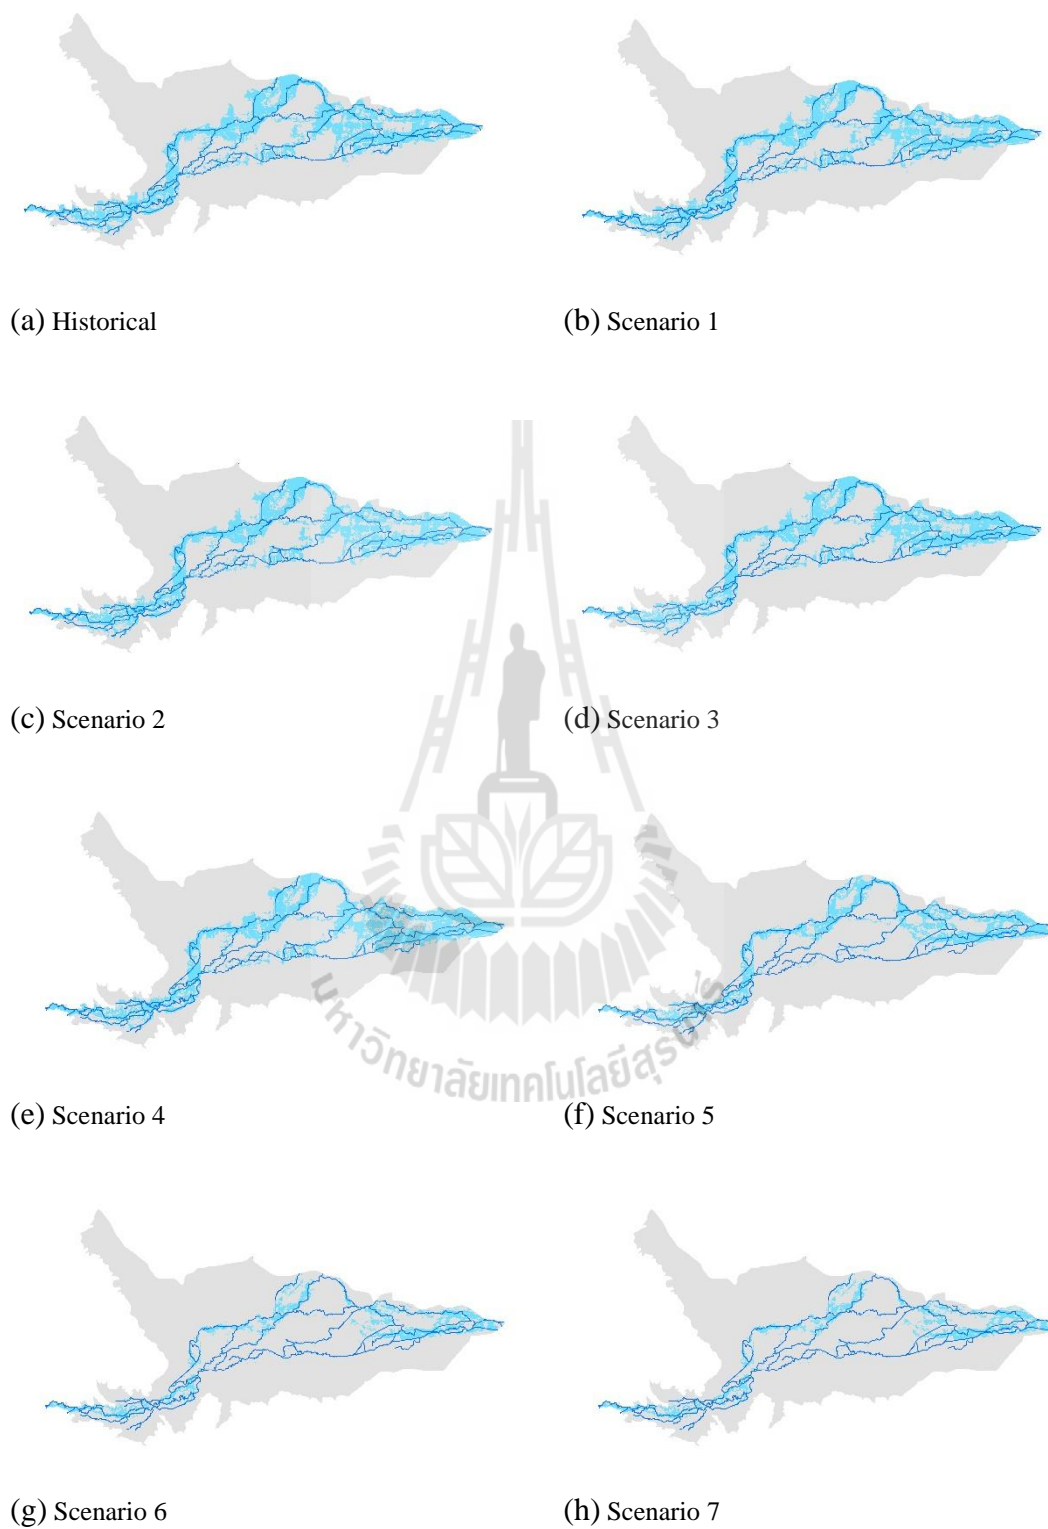 (a) Historical
(b) Scenario 1
(c) Scenario 2
(d) Scenario 3
(e) Scenario 4
(f) Scenario 5
มหาวิทยาลัยเทคโนโลยีสุรนารี
(g) Scenario 6
(h) Scenario 7